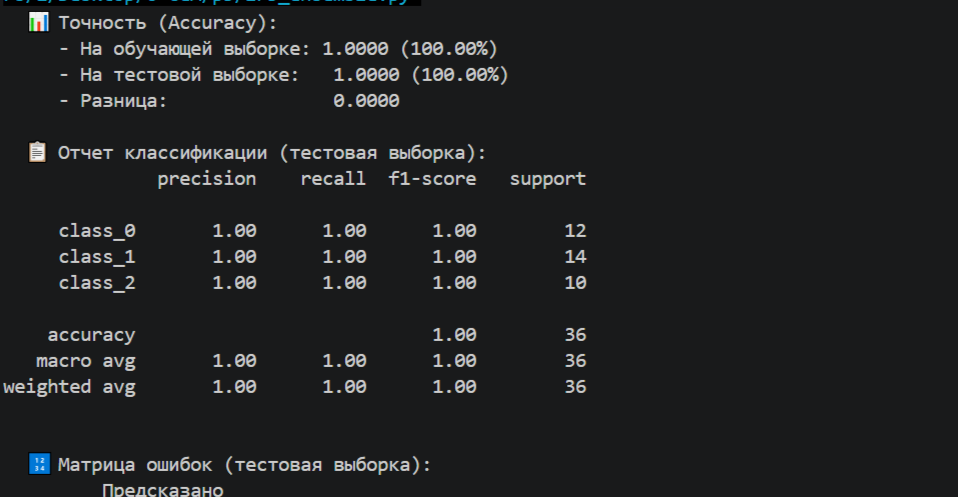 📊 Точность (Accuracy):
- На обучающей выборке: 1.0000 (100.00%)
- На тестовой выборке: 1.0000 (100.00%)
- Разница: 0.0000
📋 Отчет классификации (тестовая выборка):
precision recall f1-score support
class_0 1.00 1.00 1.00 12
class_1 1.00 1.00 1.00 14
class_2 1.00 1.00 1.00 10
accuracy 1.00 36
macro avg 1.00 1.00 1.00 36
weighted avg 1.00 1.00 1.00 36
🔢 Матрица ошибок (тестовая выборка):
Предсказано